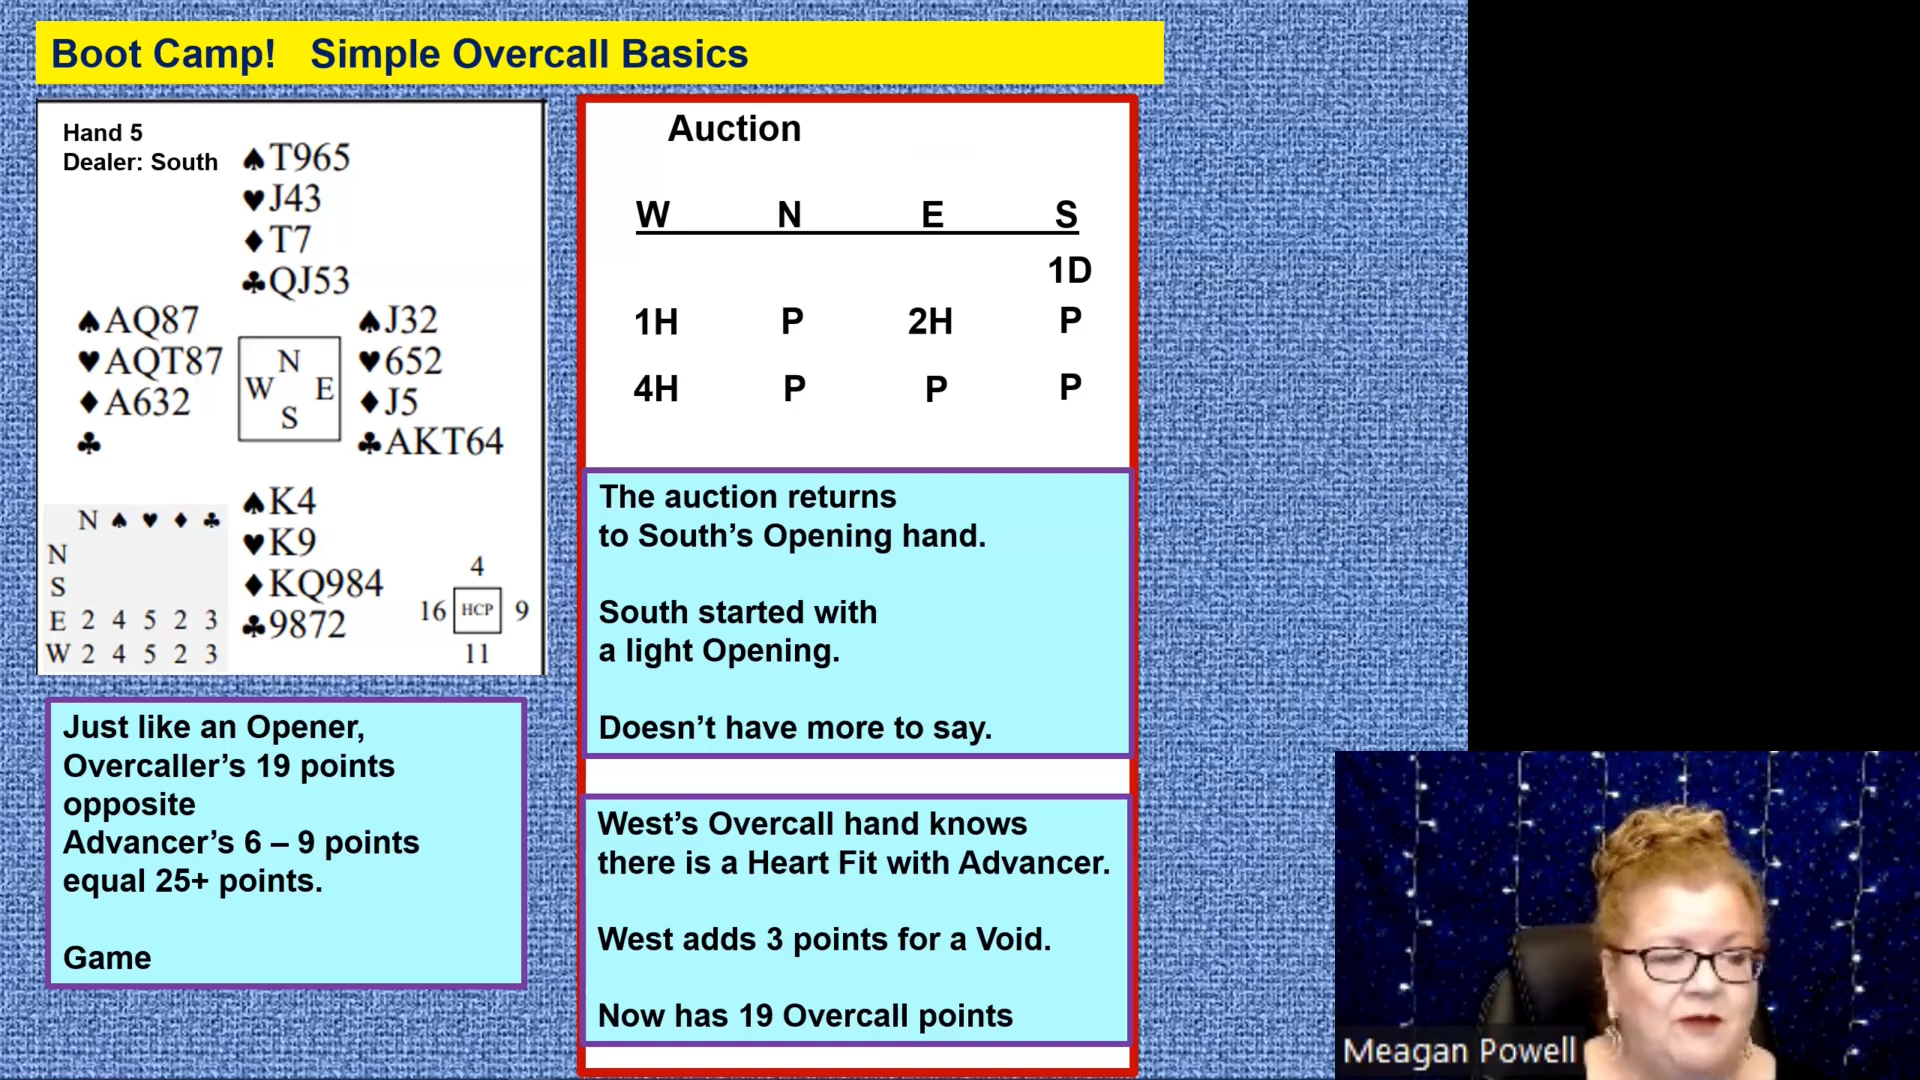 Boot Camp! Simple Overcall Basics
Hand 5
Dealer: South
♠T965
♥J43
♦T7
♣QJ53
♠AQ87
♥AQT87
♦A632
♣
N
W E
S
♠J32
♥652
♦J5
♣AKT64
♠K4
♥K9
♦KQ984
♣9872
N ♠ ♥ ♦ ♣
N
S
E 2 4 5 2 3
W 2 4 5 2 3
4
16 HCP 9
11
Just like an Opener,
Overcaller's 19 points
opposite
Advancer's 6 – 9 points
equal 25+ points.
Game
Auction
W N E S
1D
1H P 2H P
4H P P P
The auction returns
to South's Opening hand.
South started with
a light Opening.
Doesn't have more to say.
West's Overcall hand knows
there is a Heart Fit with Advancer.
West adds 3 points for a Void.
Now has 19 Overcall points
Meagan Powell